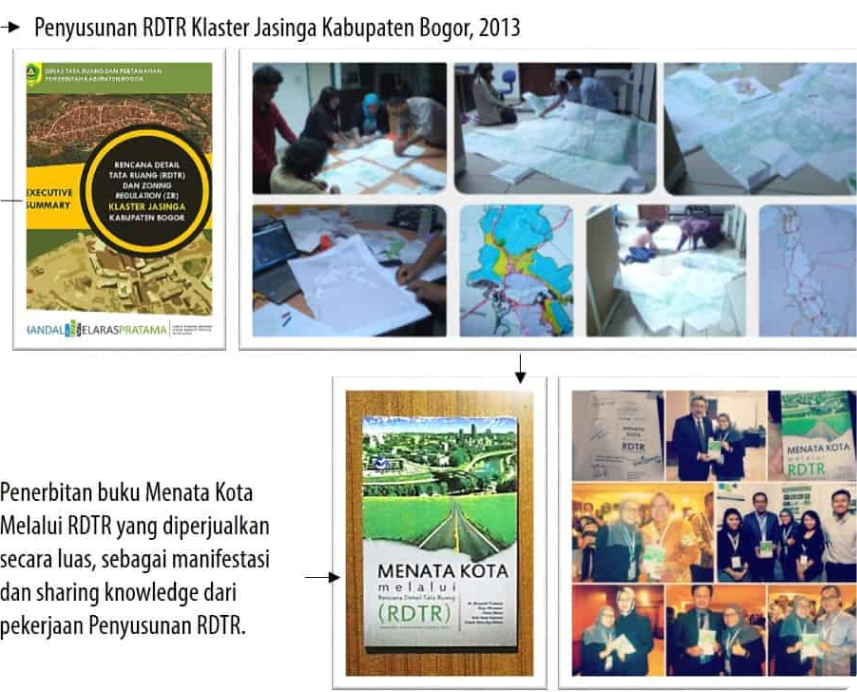 Penyusunan RDTR Klaster Jasinga Kabupaten Bogor, 2013
DINAS TATA RUANG DAN PERTANAHAN
PEMERINTAH KABUPATEN BOGOR
RENCANA DETAIL
TATA RUANG (RDTR)
DAN ZONING
REGULATION (ZR)
KLASTER JASINGA
KABUPATEN BOGOR
EXECUTIVE
SUMMARY
HANDAL SELARASPRATAMA
Penerbitan buku Menata Kota
Melalui RDTR yang diperjualkan
secara luas, sebagai manifestasi
dan sharing knowledge dari
pekerjaan Penyusunan RDTR.
MENATA KOTA
melalui
Rencana Detail Tata Ruang
(RDTR)
MENATA
KOTA
RDTR
MENATA KOTA
melalui
RDTR